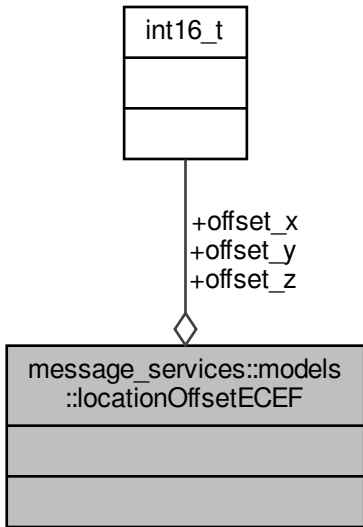 int16_t
+offset_x
+offset_y
+offset_z
message_services::models
::locationOffsetECEF